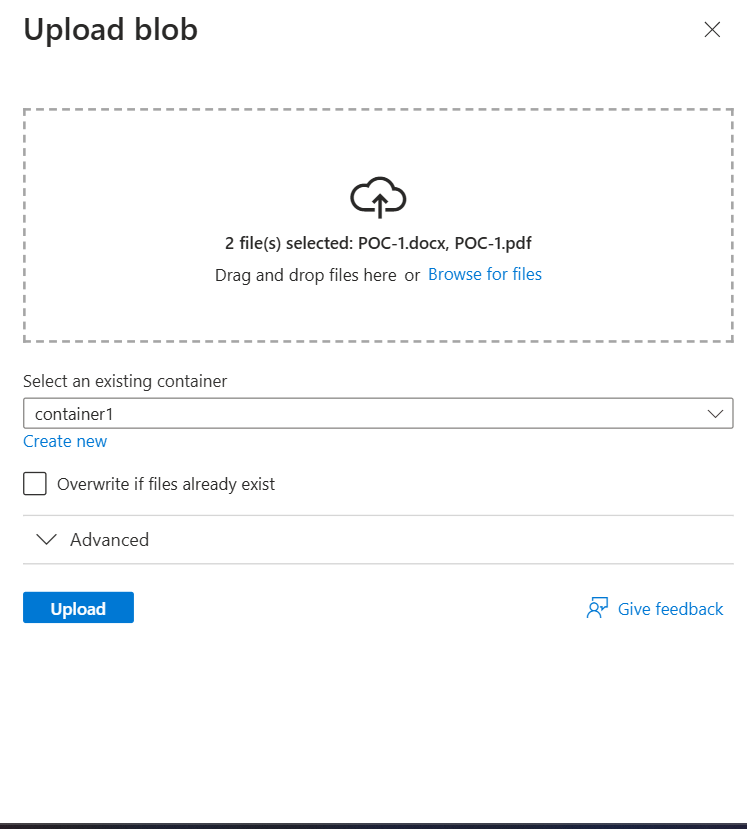 Upload blob
2 file(s) selected: POC-1.docx, POC-1.pdf
Drag and drop files here or Browse for files
Select an existing container
container1
Create new
Overwrite if files already exist
Advanced
Upload
Give feedback